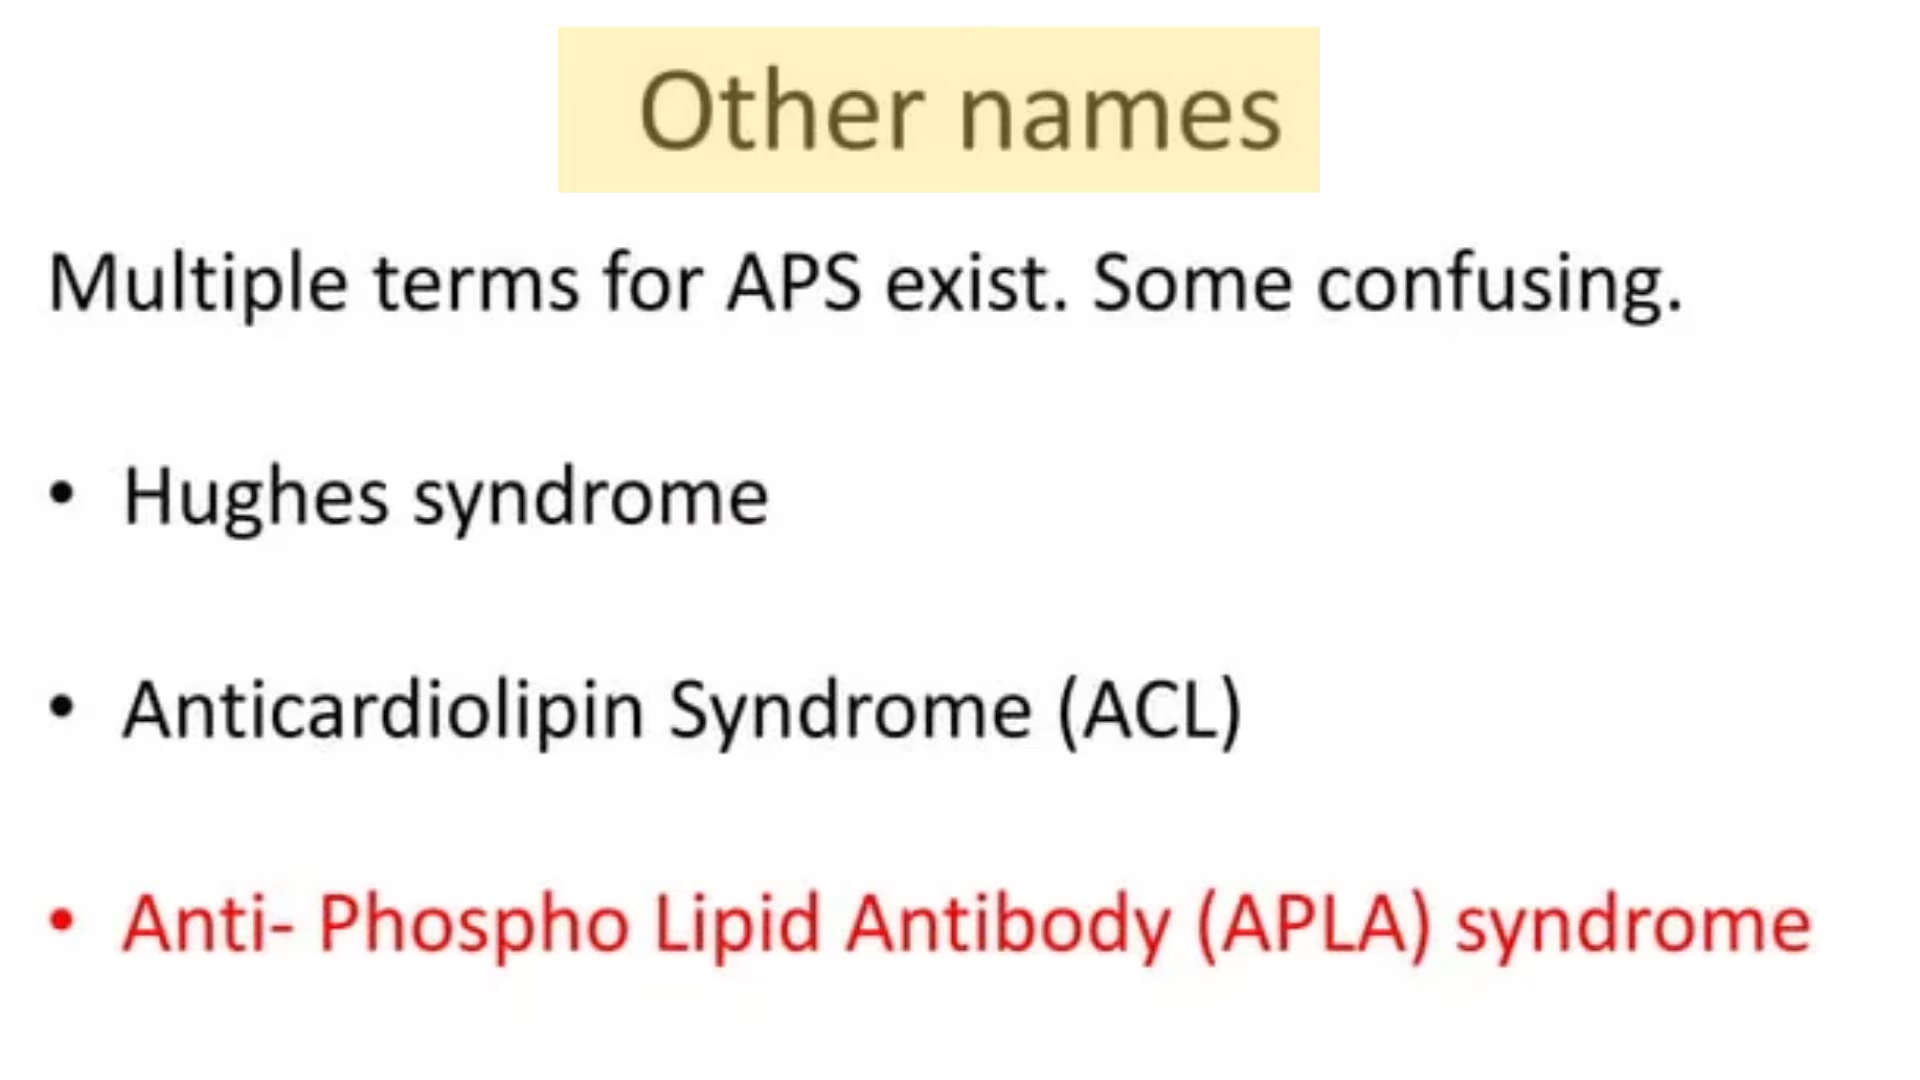 Other names
Multiple terms for APS exist. Some confusing.
• Hughes syndrome
• Anticardiolipin Syndrome (ACL)
• Anti- Phospho Lipid Antibody (APLA) syndrome